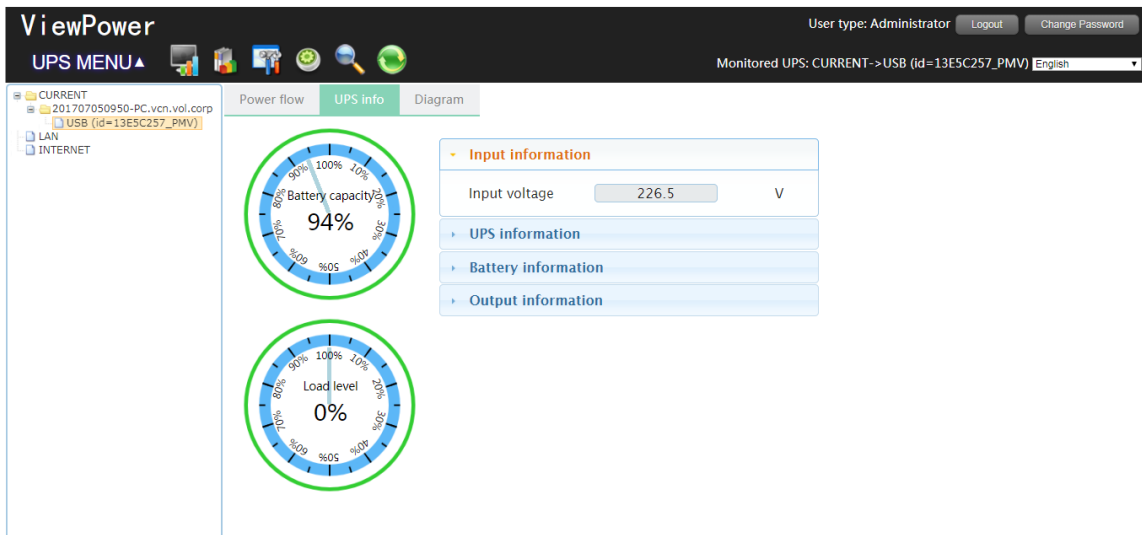 ViewPower
User type: Administrator Logout Change Password
UPS MENU▲
Monitored UPS: CURRENT->USB (id=13E5C257_PMV) English
CURRENT
201707050950-PC.vcn.vol.corp
USB (id=13E5C257_PMV)
LAN
INTERNET
Power flow UPS info Diagram
100% 10% 20% 30% 40% 50% 60% 70% 80% 90%
Battery capacity
94%
Input information
Input voltage 226.5 V
UPS information
Battery information
Output information
100% 10% 20% 30% 40% 50% 60% 70% 80% 90%
Load level
0%